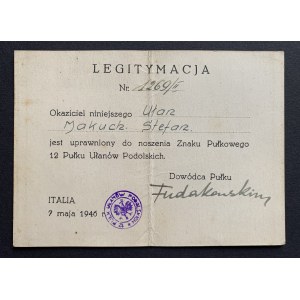 LEGITYMACJA
Nr. 1269/I
Okaziciel niniejszego Ułan
Makuch Stefan
jest uprawniony do noszenia Znaku Pułkowego
12 Pułku Ułanów Podolskich.
Dowódca Pułku
Fudakowski
ITALIA
7 maja 1946 r.